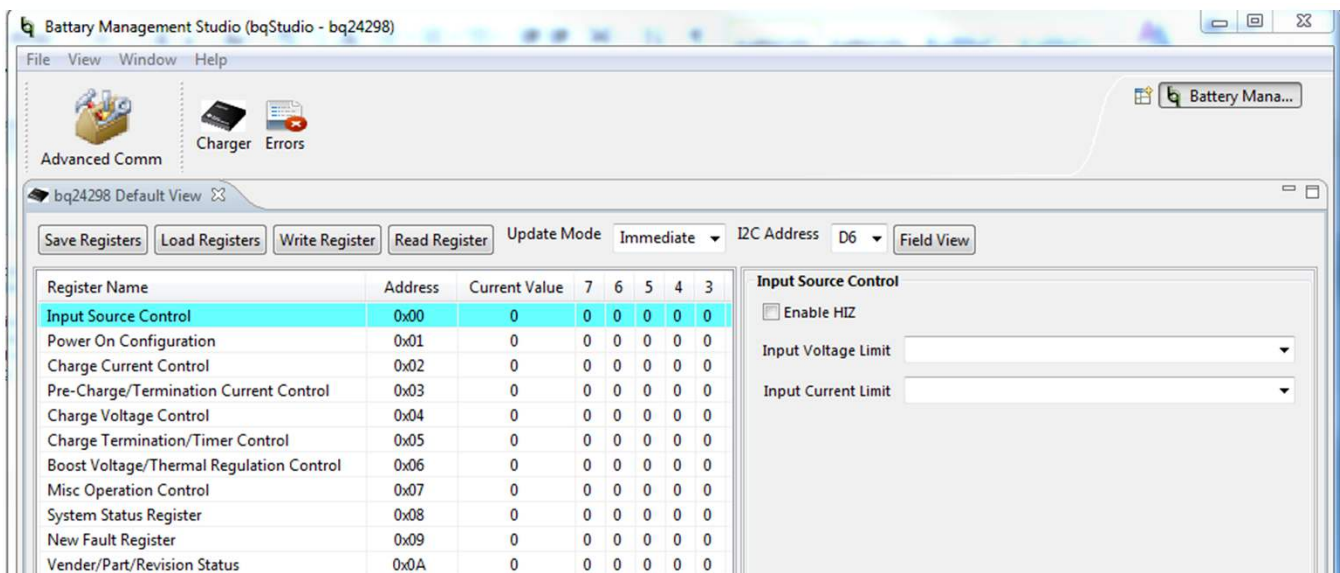 Battary Management Studio (bqStudio - bq24298)
File View Window Help
Battery Mana...
Charger Errors
Advanced Comm
bq24298 Default View
Save Registers Load Registers Write Register Read Register Update Mode Immediate I2C Address D6 Field View
Register Name Address Current Value 7 6 5 4 3 Input Source Control
Input Source Control 0x00 0 0 0 0 0 0 Enable HIZ
Power On Configuration 0x01 0 0 0 0 0 0 Input Voltage Limit
Charge Current Control 0x02 0 0 0 0 0 0
Pre-Charge/Termination Current Control 0x03 0 0 0 0 0 0 Input Current Limit
Charge Voltage Control 0x04 0 0 0 0 0 0
Charge Termination/Timer Control 0x05 0 0 0 0 0 0
Boost Voltage/Thermal Regulation Control 0x06 0 0 0 0 0 0
Misc Operation Control 0x07 0 0 0 0 0 0
System Status Register 0x08 0 0 0 0 0 0
New Fault Register 0x09 0 0 0 0 0 0
Vender/Part/Revision Status 0x0A 0 0 0 0 0 0